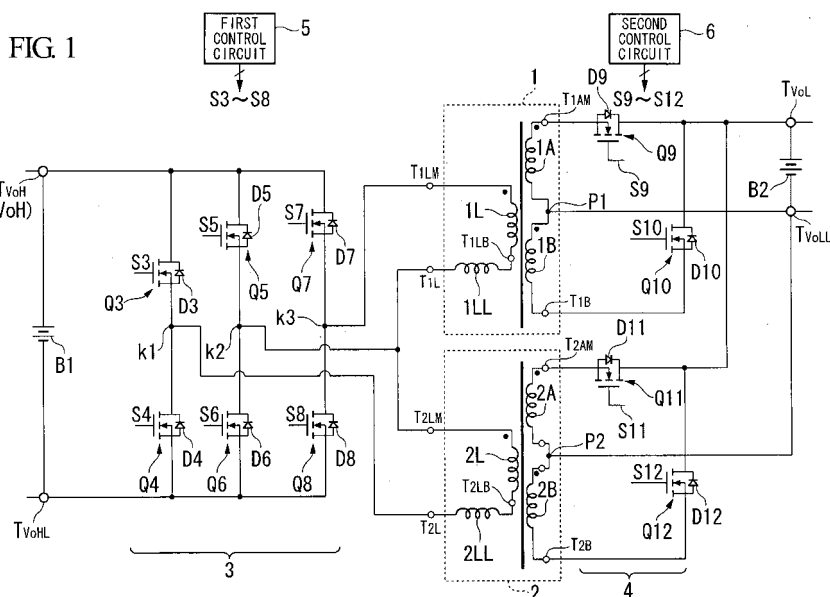 FIG. 1
FIRST CONTROL CIRCUIT
5
S3~S8
SECOND CONTROL CIRCUIT
6
S9~S12
1
T1AM
D9
TVoL
1A
Q9
S9
B2
P1
TVoH
VoH)
T1LM
1L
T1LB
1B
TVoLL
S10
D10
Q10
T1L
1LL
T1B
S3
Q3
D3
S5
D5
Q5
S7
Q7
D7
k1
k2
k3
B1
T2AM
D11
Q11
S11
2A
S4
Q4
D4
S6
Q6
D6
S8
Q8
D8
T2LM
2L
T2LB
P2
2B
S12
D12
Q12
T2L
2LL
T2B
TVoHL
3
2
4